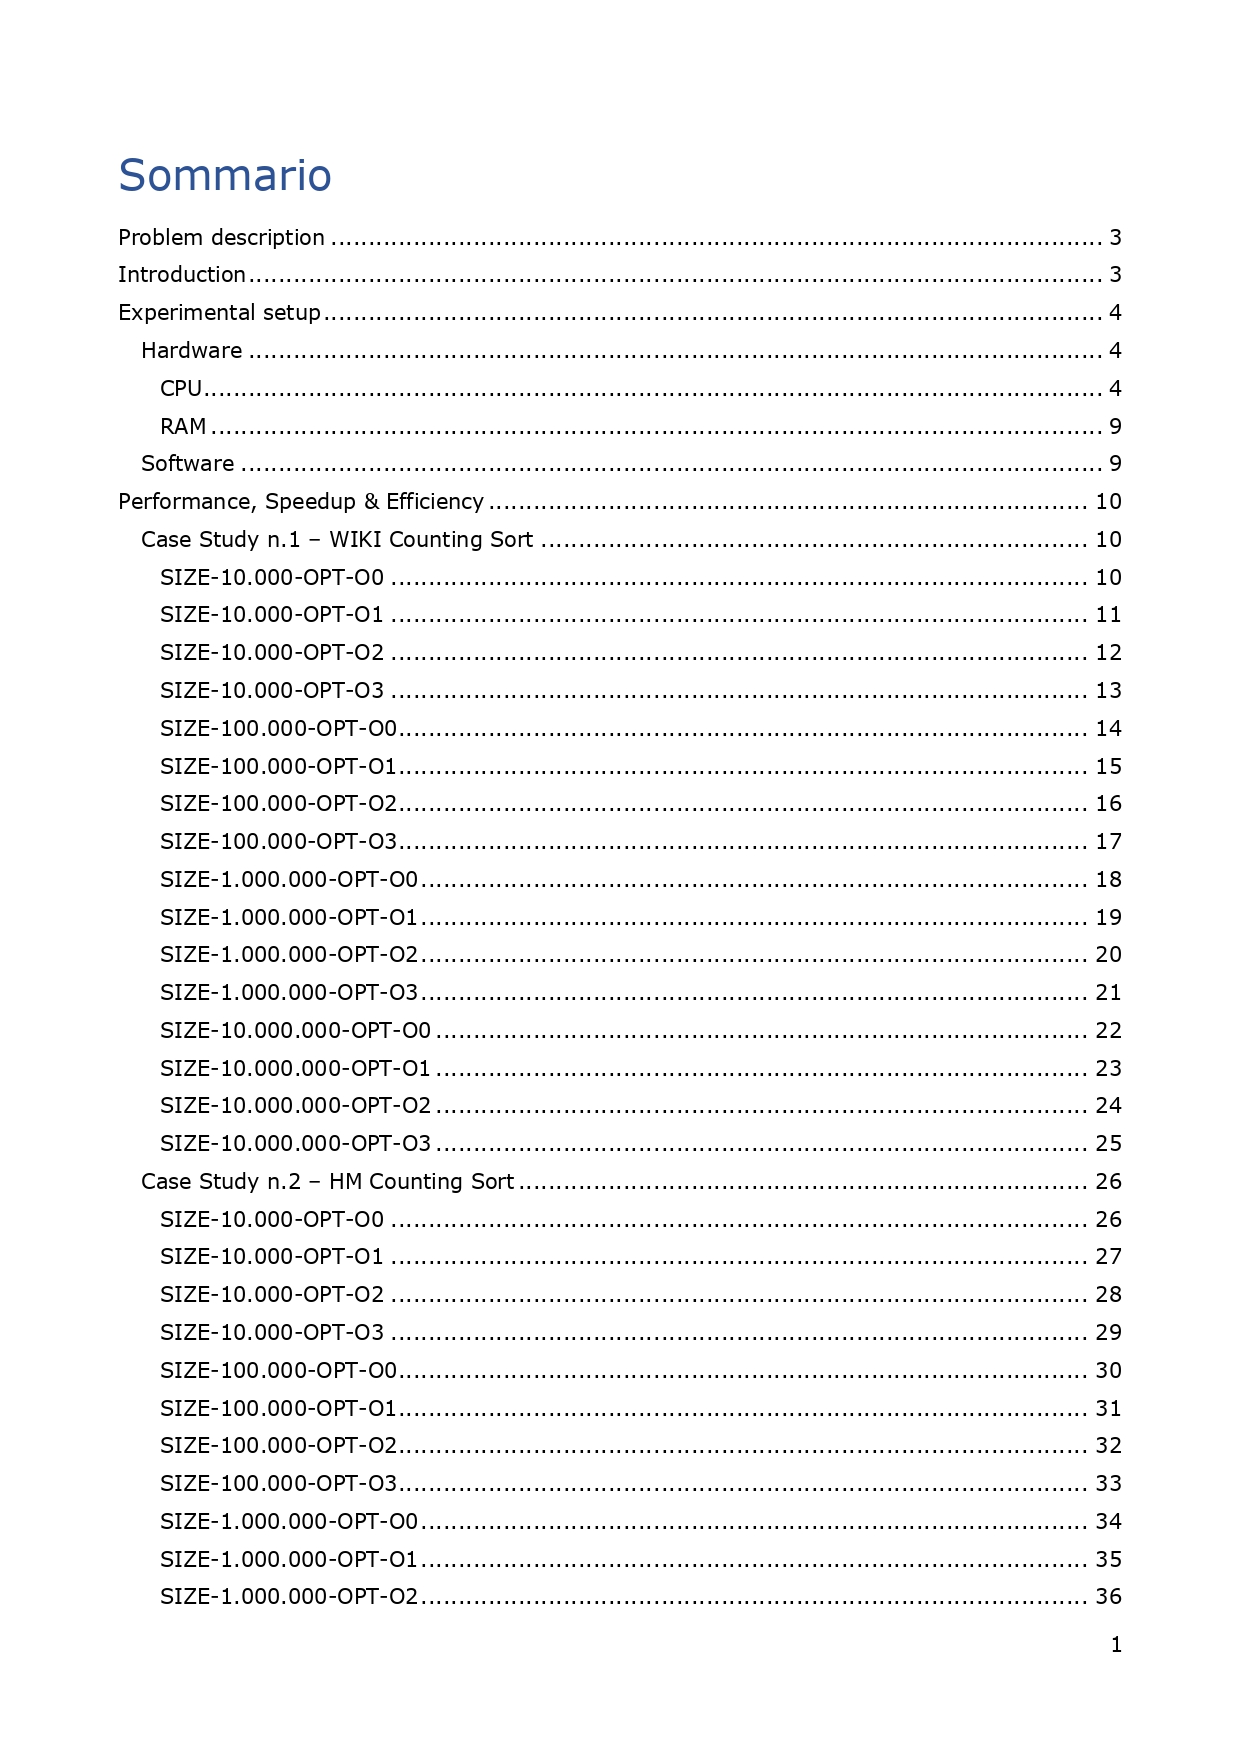 Sommario
Problem description ........................................................................................................ 3
Introduction ................................................................................................................... 3
Experimental setup ......................................................................................................... 4
Hardware ................................................................................................................... 4
CPU ......................................................................................................................... 4
RAM ........................................................................................................................ 9
Software .................................................................................................................... 9
Performance, Speedup & Efficiency ................................................................................. 10
Case Study n.1 – WIKI Counting Sort .......................................................................... 10
SIZE-10.000-OPT-O0 .............................................................................................. 10
SIZE-10.000-OPT-O1 .............................................................................................. 11
SIZE-10.000-OPT-O2 .............................................................................................. 12
SIZE-10.000-OPT-O3 .............................................................................................. 13
SIZE-100.000-OPT-O0 ............................................................................................. 14
SIZE-100.000-OPT-O1 ............................................................................................. 15
SIZE-100.000-OPT-O2 ............................................................................................. 16
SIZE-100.000-OPT-O3 ............................................................................................. 17
SIZE-1.000.000-OPT-O0 .......................................................................................... 18
SIZE-1.000.000-OPT-O1 .......................................................................................... 19
SIZE-1.000.000-OPT-O2 .......................................................................................... 20
SIZE-1.000.000-OPT-O3 .......................................................................................... 21
SIZE-10.000.000-OPT-O0 ........................................................................................ 22
SIZE-10.000.000-OPT-O1 ........................................................................................ 23
SIZE-10.000.000-OPT-O2 ........................................................................................ 24
SIZE-10.000.000-OPT-O3 ........................................................................................ 25
Case Study n.2 – HM Counting Sort ............................................................................. 26
SIZE-10.000-OPT-O0 .............................................................................................. 26
SIZE-10.000-OPT-O1 .............................................................................................. 27
SIZE-10.000-OPT-O2 .............................................................................................. 28
SIZE-10.000-OPT-O3 .............................................................................................. 29
SIZE-100.000-OPT-O0 ............................................................................................. 30
SIZE-100.000-OPT-O1 ............................................................................................. 31
SIZE-100.000-OPT-O2 ............................................................................................. 32
SIZE-100.000-OPT-O3 ............................................................................................. 33
SIZE-1.000.000-OPT-O0 .......................................................................................... 34
SIZE-1.000.000-OPT-O1 .......................................................................................... 35
SIZE-1.000.000-OPT-O2 .......................................................................................... 36
1